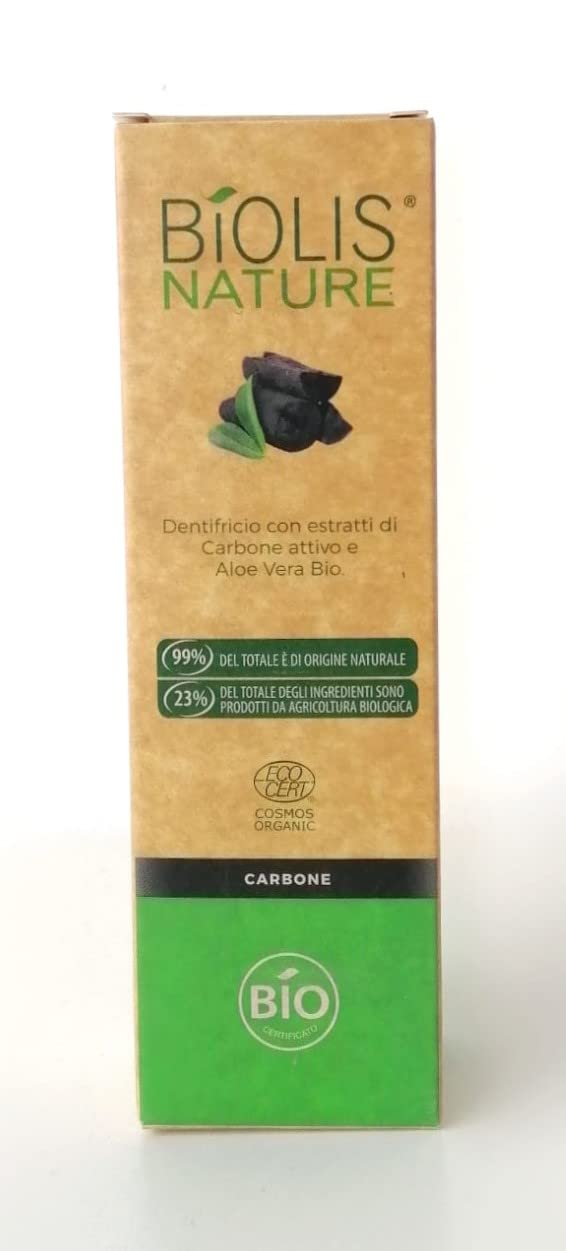 BIOLIS®
NATURE
Dentifricio con estratti di
Carbone attivo e
Aloe Vera Bio.
99% DEL TOTALE È DI ORIGINE NATURALE
23% DEL TOTALE DEGLI INGREDIENTI SONO
PRODOTTI DA AGRICOLTURA BIOLOGICA
ECO
CERT®
COSMOS
ORGANIC
CARBONE
BIO
CERTIFICATO